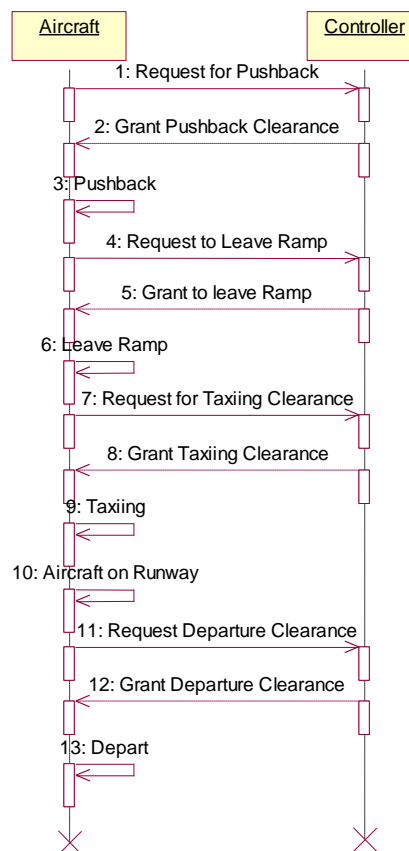 Aircraft
Controller
1: Request for Pushback
2: Grant Pushback Clearance
3: Pushback
4: Request to Leave Ramp
5: Grant to leave Ramp
6: Leave Ramp
7: Request for Taxiing Clearance
8: Grant Taxiing Clearance
9: Taxiing
10: Aircraft on Runway
11: Request Departure Clearance
12: Grant Departure Clearance
13: Depart